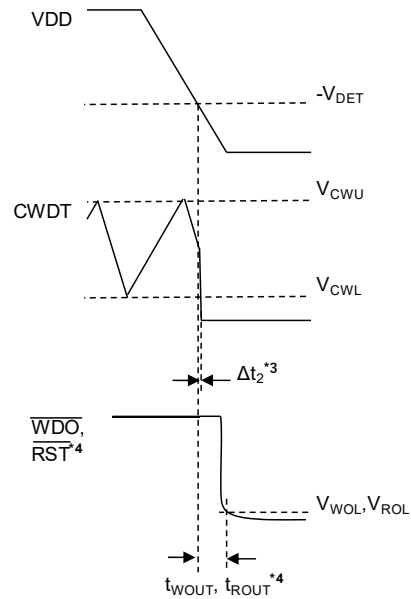 VDD
-VDET
VCWU
CWDT
VCWL
Δt2*3
WDO,
RST*4
VWOL,VROL
tWOUT, tROUT*4